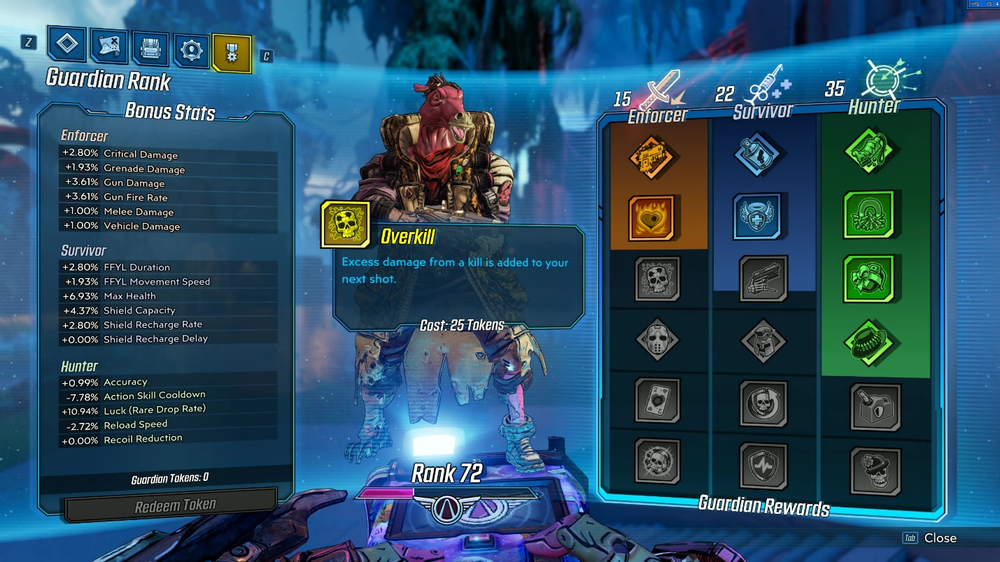 FPS 75.4
Z
C
Guardian Rank
Bonus Stats
Enforcer
+2.80% Critical Damage
+1.93% Grenade Damage
+3.61% Gun Damage
+3.61% Gun Fire Rate
+1.00% Melee Damage
+1.00% Vehicle Damage
Survivor
+2.80% FFYL Duration
+1.93% FFYL Movement Speed
+6.93% Max Health
+4.37% Shield Capacity
+2.80% Shield Recharge Rate
+0.00% Shield Recharge Delay
Hunter
+0.99% Accuracy
-7.78% Action Skill Cooldown
+10.94% Luck (Rare Drop Rate)
-2.72% Reload Speed
+0.00% Recoil Reduction
Guardian Tokens: 0
Redeem Token
Overkill
Excess damage from a kill is added to your
next shot.
Cost: 25 Tokens
Rank 72
15 Enforcer
22 Survivor
35 Hunter
Guardian Rewards
Tab Close